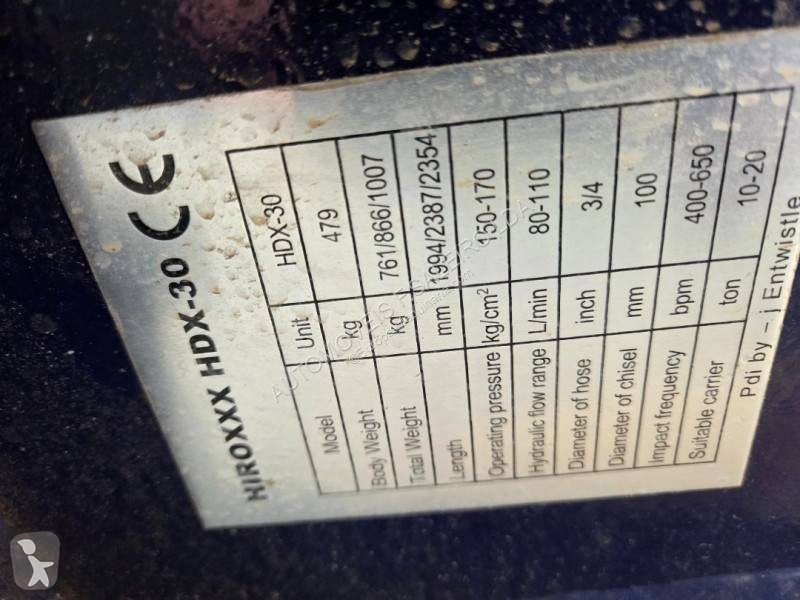 HIROXXX HDX-30 CE
Model Unit HDX-30
Body Weight kg 479
Total Weight kg 761/866/1007
Length mm 1994/2387/2354
Operating pressure kg/cm² 150-170
Hydraulic flow range L/min 80-110
Diameter of hose inch 3/4
Diameter of chisel mm 100
Impact frequency bpm 400-650
Suitable carrier ton 10-20
Pdi by – j Entwistle
AUTOMOVEIS